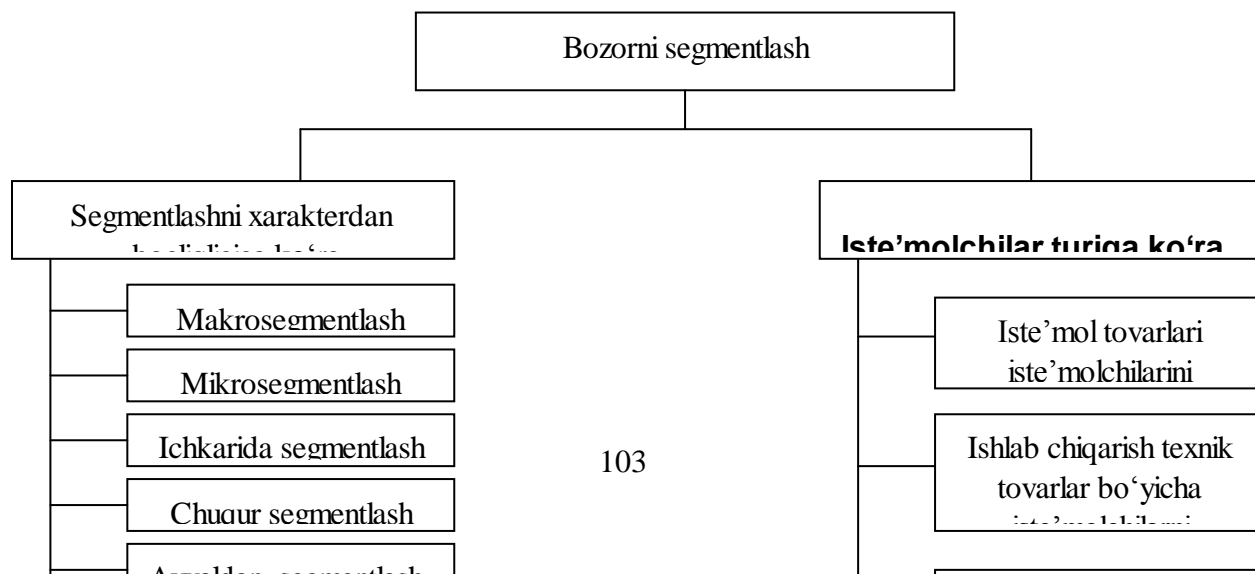 Bozorni segmentlash
Segmentlashni xarakterdan
Makrosegmentlash
Mikrosegmentlash
Ichkarida segmentlash
Chuqur segmentlash
Iste’molchilar turiga ko‘ra
Iste’mol tovarlari
iste’molchilarini
Ishlab chiqarish texnik
tovarlar bo‘yicha
103